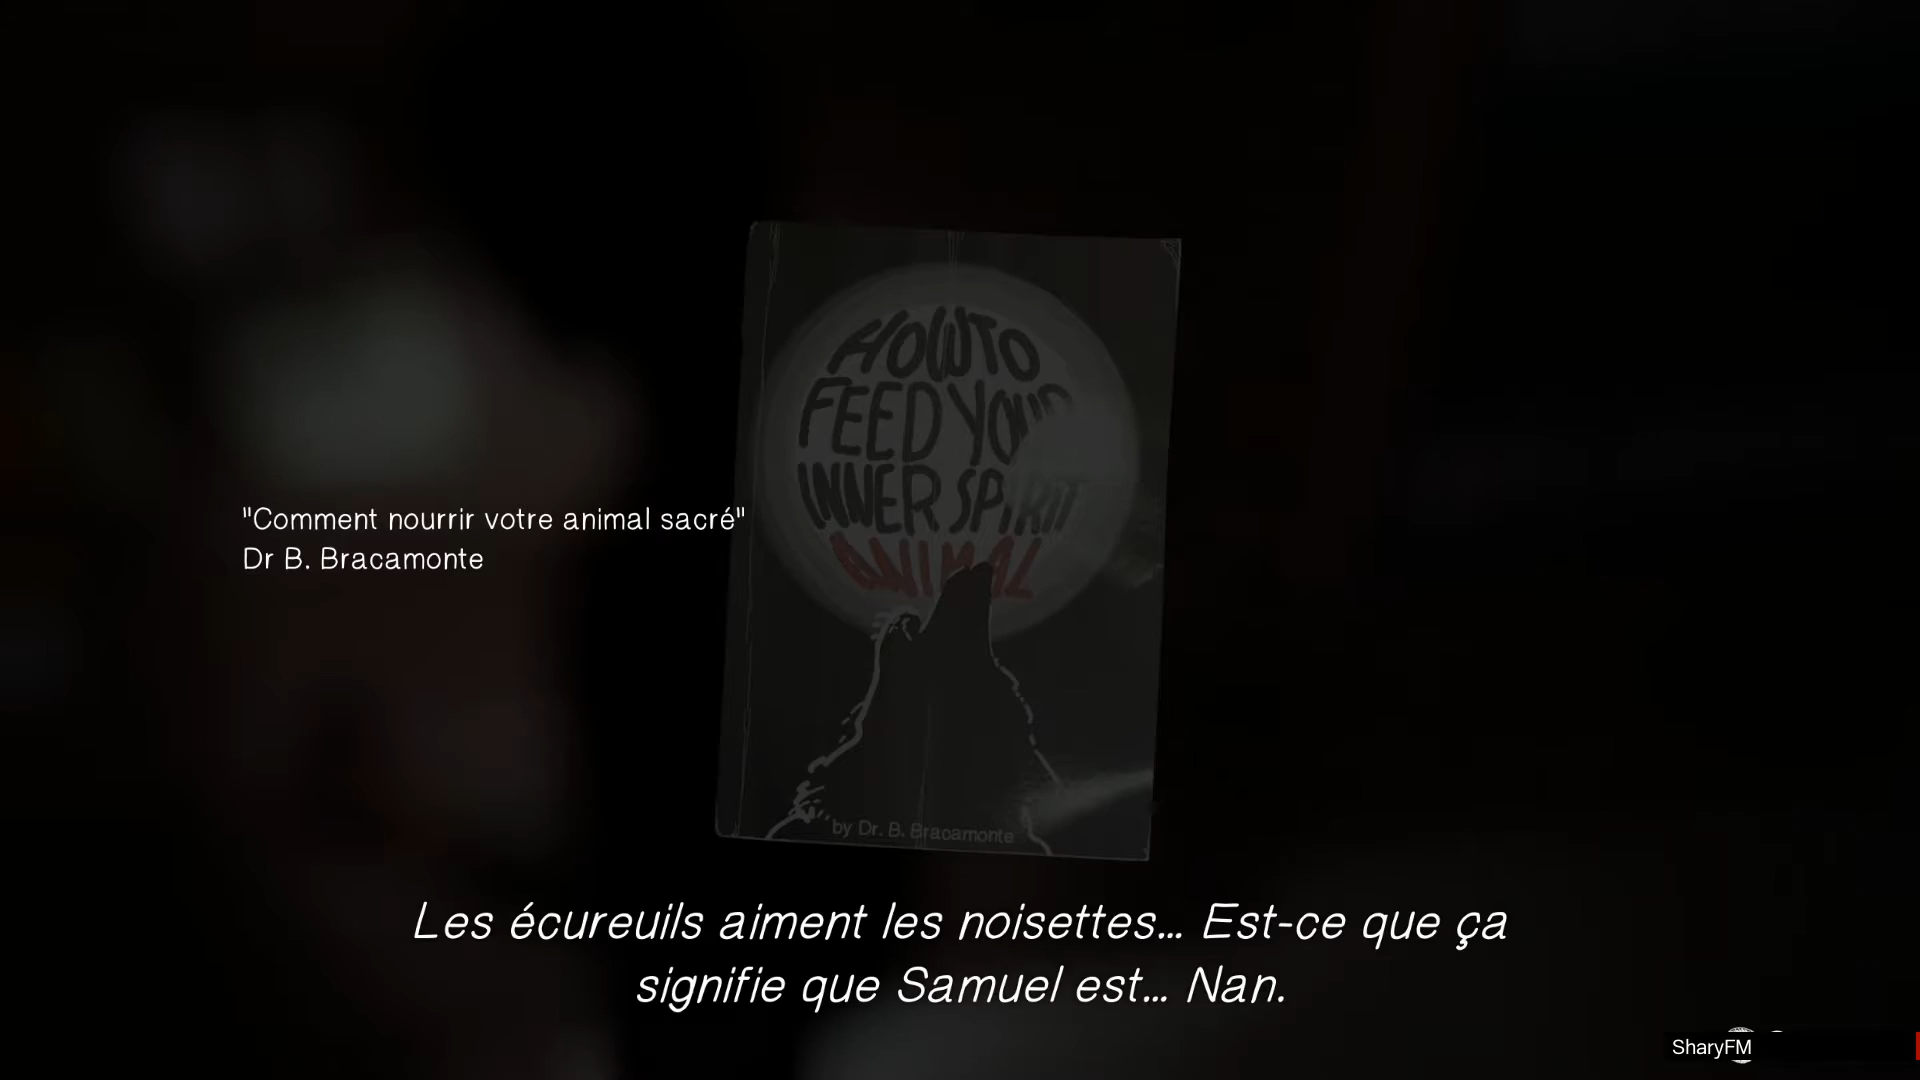 HOW TO
FEED YOUR
INNER SPIRIT
ANIMAL
"Comment nourrir votre animal sacré"
Dr B. Bracamonte
by Dr. B. Bracamonte
Les écureuils aiment les noisettes... Est-ce que ça
signifie que Samuel est... Nan.
SharyFM